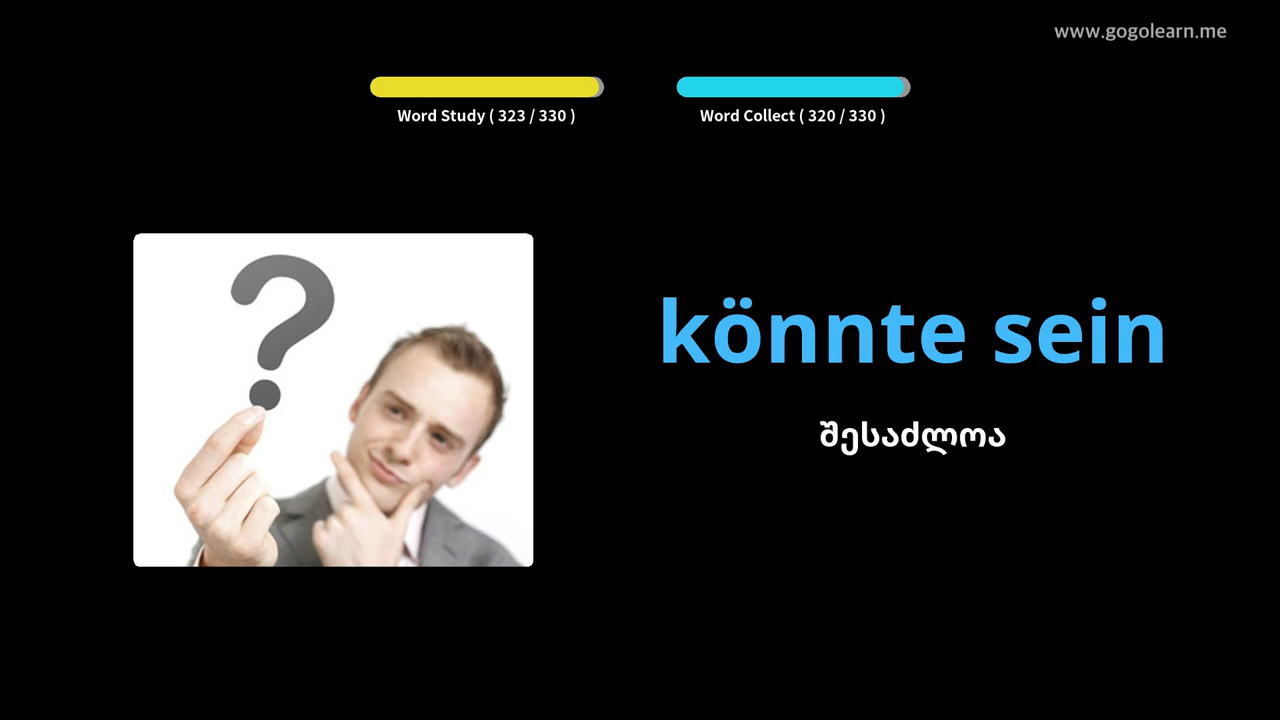 www.gogolearn.me
Word Study ( 323 / 330 )
Word Collect ( 320 / 330 )
?
könnte sein
შესაძლოა